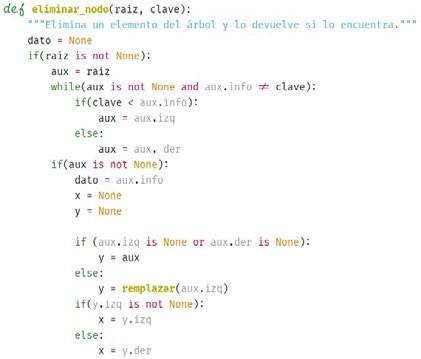 def eliminar_nodo(raiz, clave):
    """Elimina un elemento del árbol y lo devuelve si lo encuentra."""
    dato = None
    if(raiz is not None):
        aux = raiz
        while(aux is not None and aux.info ≠ clave):
            if(clave < aux.info):
                aux = aux.izq
            else:
                aux = aux. der
        if(aux is not None):
            dato = aux.info
            x = None
            y = None

            if (aux.izq is None or aux.der is None):
                y = aux
            else:
                y = remplazar(aux.izq)
            if(y.izq is not None):
                x = y.izq
            else:
                x = y.der